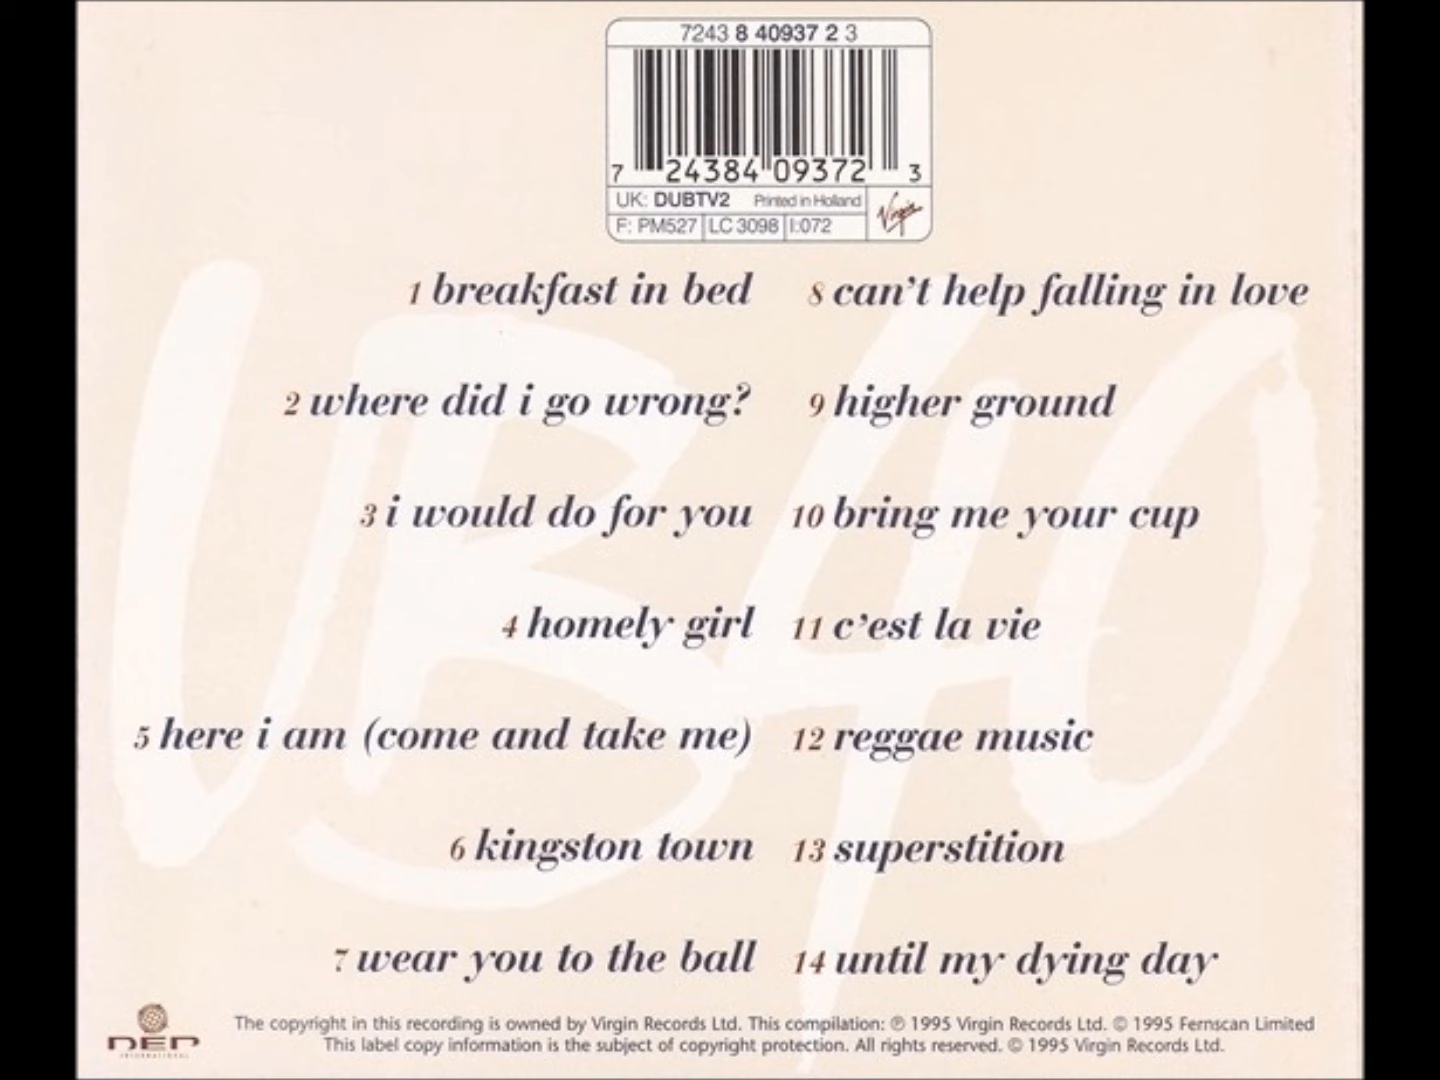 7243 8 40937 2 3
7 24384 09372 3
UK: DUBTV2 Printed in Holland
F: PM527 LC 3098 I:072
Virgin
1 breakfast in bed
2 where did i go wrong?
3 i would do for you
4 homely girl
5 here i am (come and take me)
6 kingston town
7 wear you to the ball
8 can't help falling in love
9 higher ground
10 bring me your cup
11 c'est la vie
12 reggae music
13 superstition
14 until my dying day
UB40
DEP
INTERNATIONAL
The copyright in this recording is owned by Virgin Records Ltd. This compilation: ℗ 1995 Virgin Records Ltd. © 1995 Fernscan Limited
This label copy information is the subject of copyright protection. All rights reserved. © 1995 Virgin Records Ltd.